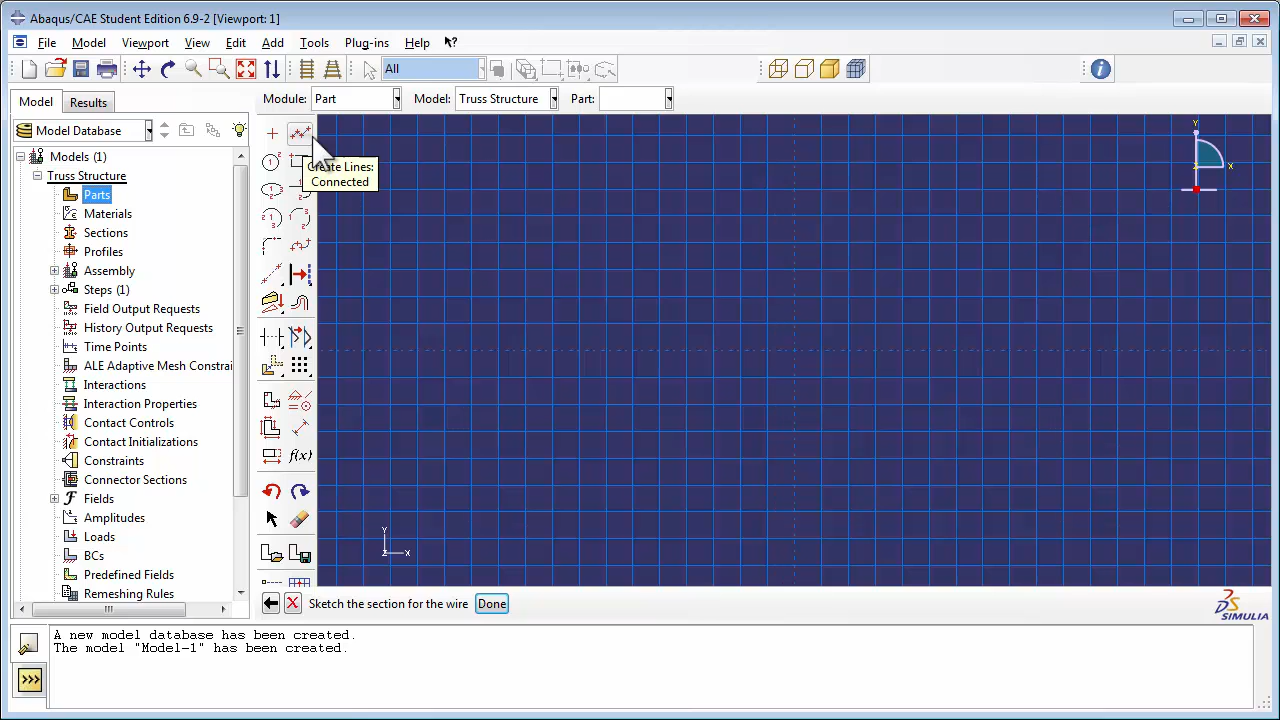 Abaqus/CAE Student Edition 6.9-2 [Viewport: 1]
File Model Viewport View Edit Add Tools Plug-ins Help
All
Model Results
Module: Part Model: Truss Structure Part:
Model Database
Models (1)
Truss Structure
Parts
Materials
Sections
Profiles
Assembly
Steps (1)
Field Output Requests
History Output Requests
Time Points
ALE Adaptive Mesh Constrai
Interactions
Interaction Properties
Contact Controls
Contact Initializations
Constraints
Connector Sections
Fields
Amplitudes
Loads
BCs
Predefined Fields
Remeshing Rules
Create Lines:
Connected
f(x)
Y
X
Y
X
Z
Sketch the section for the wire Done
SIMULIA
A new model database has been created.
The model "Model-1" has been created.
>>>